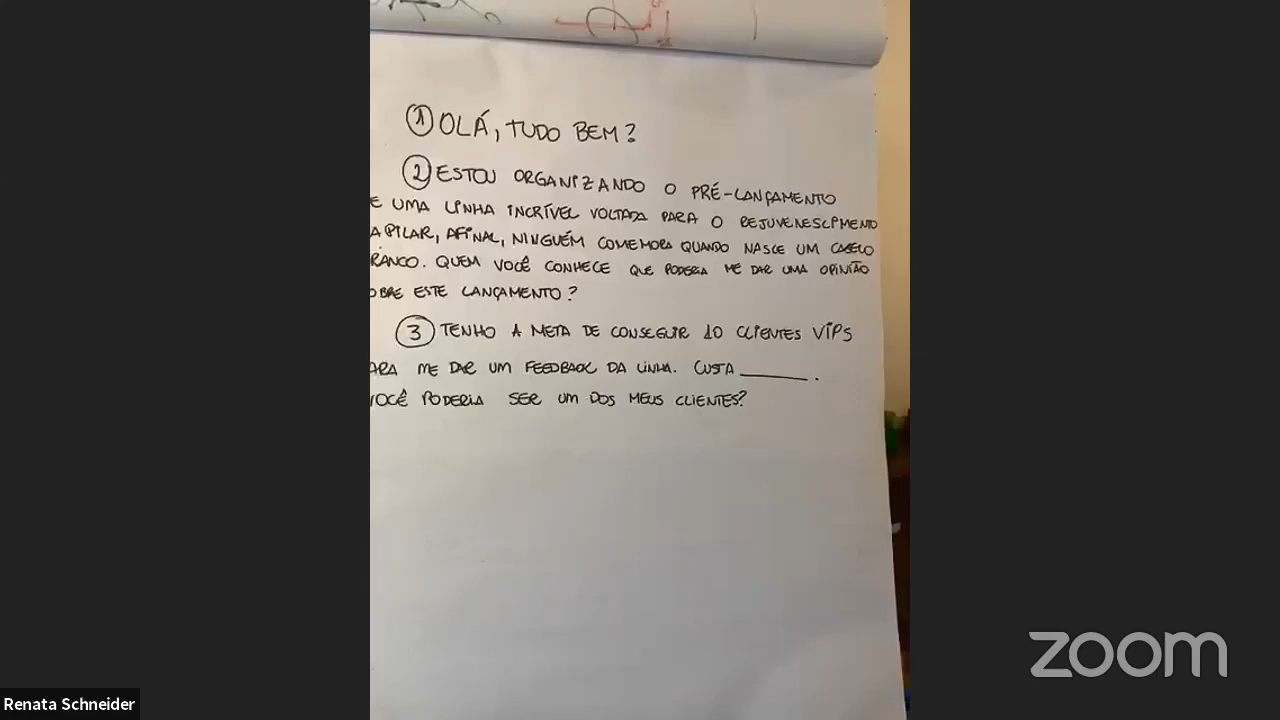 ① OLÁ, TUDO BEM?
② ESTOU ORGANIZANDO O PRÉ-LANÇAMENTO
E UMA LINHA INCRÍVEL VOLTADA PARA O REJUVENESCIMENTO
APILAR, AFINAL, NINGUÉM COMEMORA QUANDO NASCE UM CABELO
RANCO. QUEM VOCÊ CONHECE QUE PODERIA ME DAR UMA OPINIÃO
OBRE ESTE LANÇAMENTO?
③ TENHO A META DE CONSEGUIR 10 CLIENTES VIPS
ARA ME DAR UM FEEDBACK DA LINHA. CUSTA ______.
VOCÊ PODERIA SER UM DOS MEUS CLIENTES?
zoom
Renata Schneider